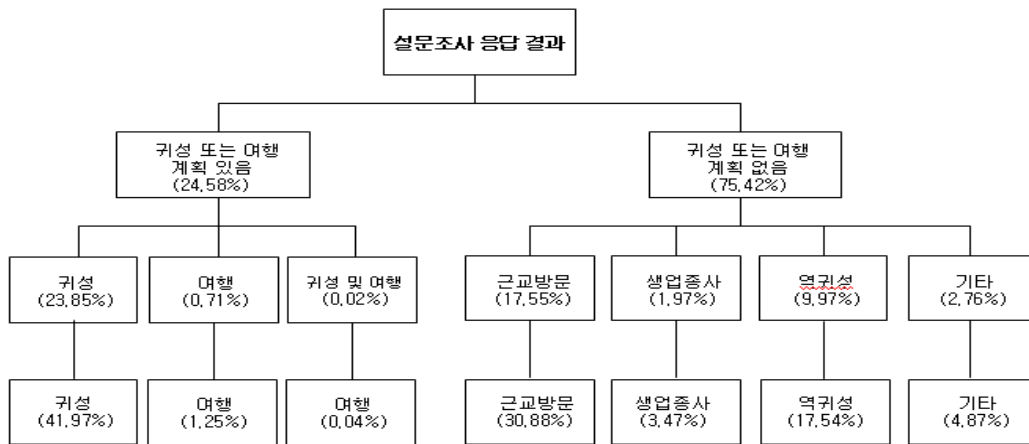 설문조사 응답 결과
귀성 또는 여행
계획 있음
(24,58%)
귀성 또는 여행
계획 없음
(75,42%)
귀성
(23,85%)
여행
(0,71%)
귀성 및 여행
(0,02%)
근교방문
(17,55%)
생업종사
(1,97%)
역귀성
(9,97%)
기타
(2,76%)
귀성
(41,97%)
여행
(1,25%)
여행
(0,04%)
근교방문
(30,88%)
생업종사
(3,47%)
역귀성
(17,54%)
기타
(4,87%)